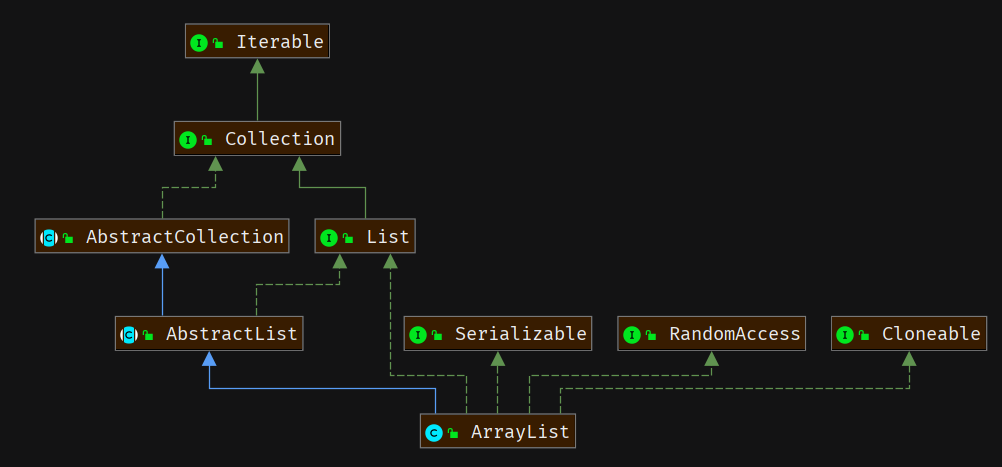 I Iterable
I Collection
C AbstractCollection
I List
C AbstractList
I Serializable
I RandomAccess
I Cloneable
C ArrayList